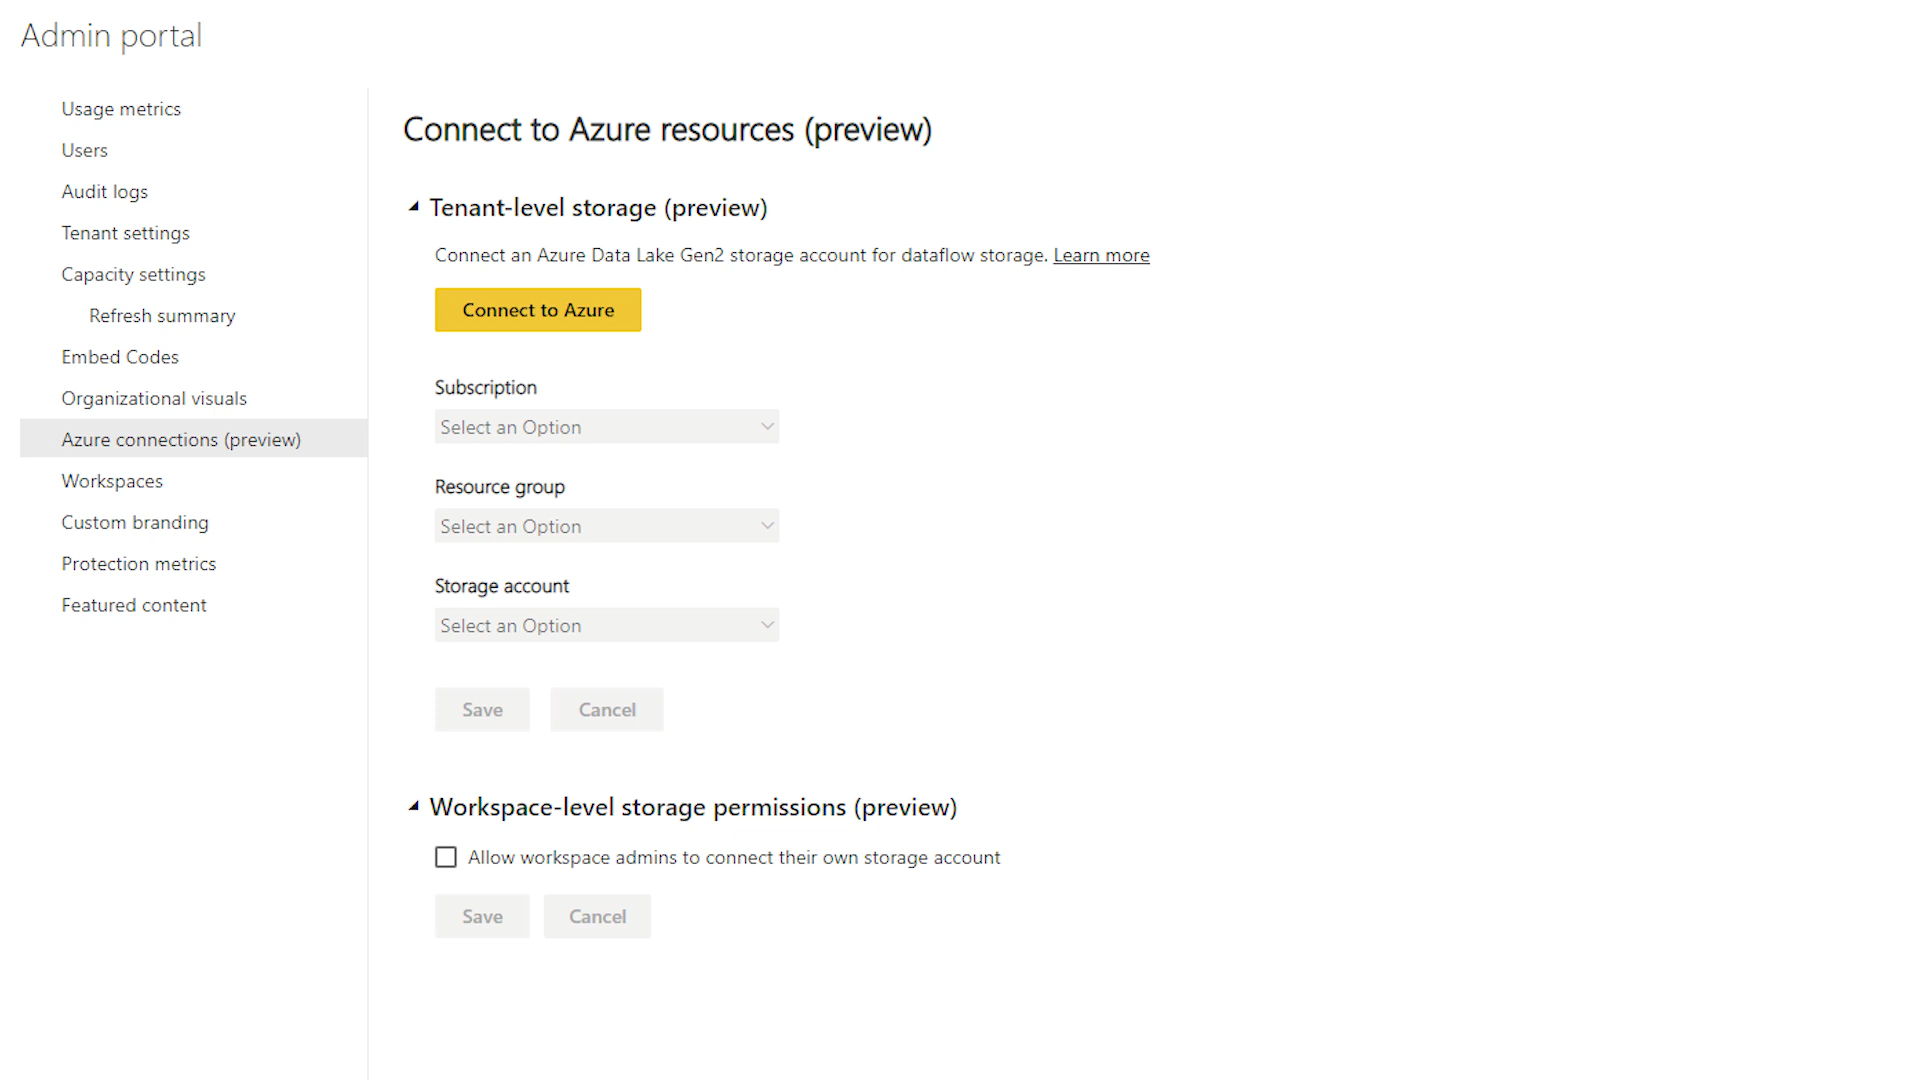 Admin portal
Usage metrics
Users
Audit logs
Tenant settings
Capacity settings
Refresh summary
Embed Codes
Organizational visuals
Azure connections (preview)
Workspaces
Custom branding
Protection metrics
Featured content
Connect to Azure resources (preview)
Tenant-level storage (preview)
Connect an Azure Data Lake Gen2 storage account for dataflow storage. Learn more
Connect to Azure
Subscription
Select an Option
Resource group
Select an Option
Storage account
Select an Option
Save Cancel
Workspace-level storage permissions (preview)
Allow workspace admins to connect their own storage account
Save Cancel